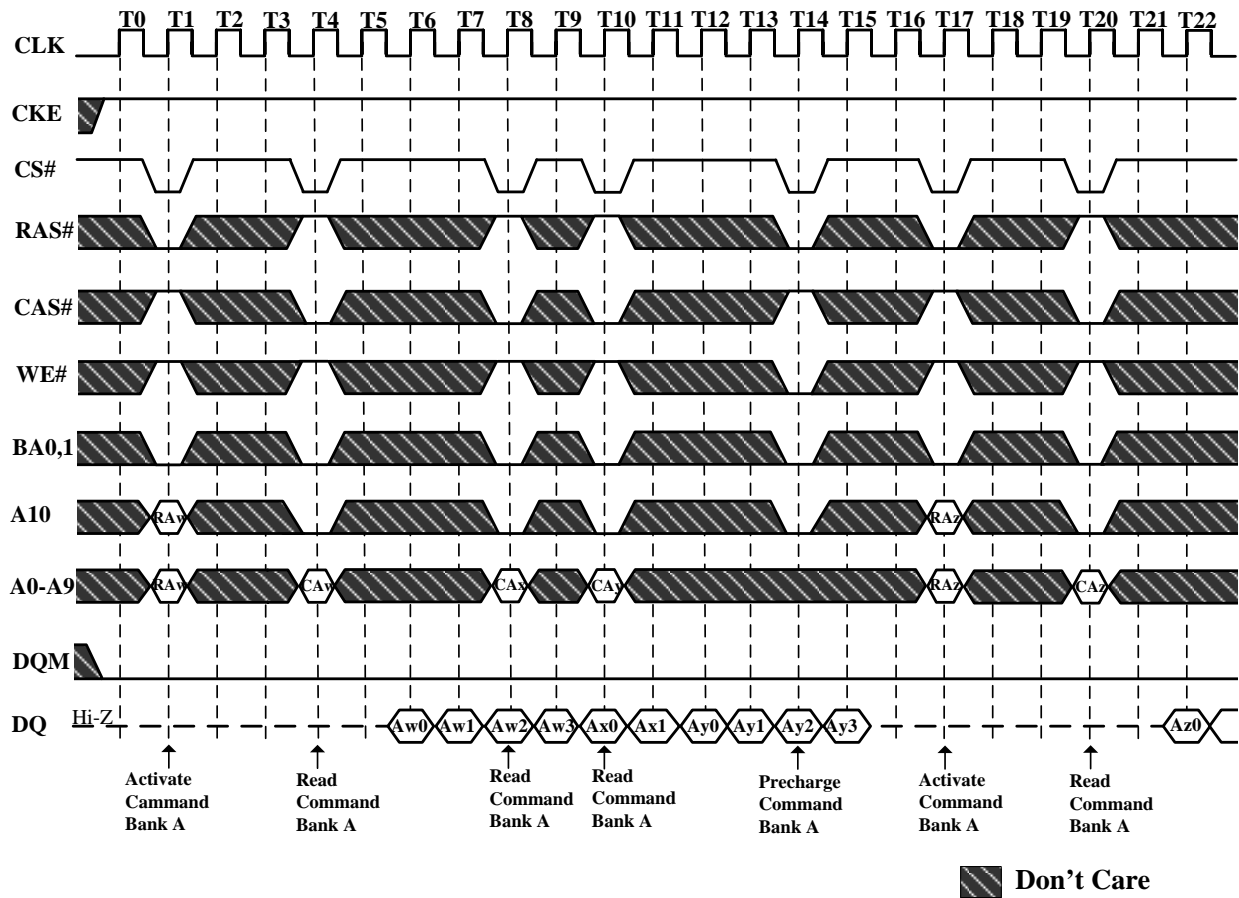 T0 T1 T2 T3 T4 T5 T6 T7 T8 T9 T10 T11 T12 T13 T14 T15 T16 T17 T18 T19 T20 T21 T22
CLK
CKE
CS#
RAS#
CAS#
WE#
BA0,1
A10
RAw RAz
A0-A9
RAw CAw CAx CAy RAz CAz
DQM
DQ
Hi-Z
Aw0 Aw1 Aw2 Aw3 Ax0 Ax1 Ay0 Ay1 Ay2 Ay3 Az0
Activate
Cammand
Bank A
Read
Command
Bank A
Read
Command
Bank A
Read
Command
Bank A
Precharge
Command
Bank A
Activate
Command
Bank A
Read
Command
Bank A
Don't Care